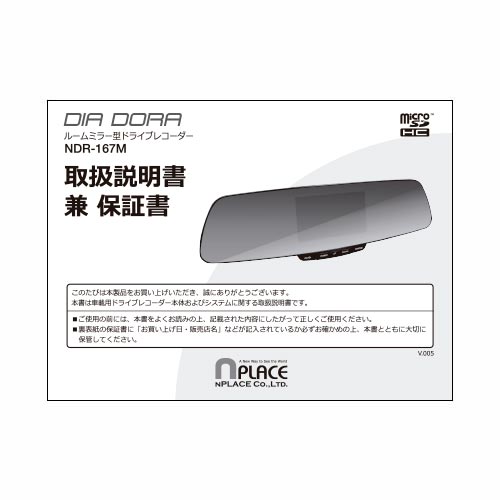 DIA DORA
ルームミラー型ドライブレコーダー
NDR-167M
micro SD HC
取扱説明書
兼 保証書
このたびは本製品をお買い上げいただき、誠にありがとうございます。
本書は車載用ドライブレコーダー本体およびシステムに関する取扱説明書です。
■ご使用の前には、本書をよくお読みの上、記載された内容にしたがって正しくご使用ください。
■裏表紙の保証書に「お買い上げ日・販売店名」などが記入されているか必ずお確かめの上、本書とともに大切に
保管してください。
V.005
A New Way to See the World
nPLACE
NPLACE Co.,LTD.